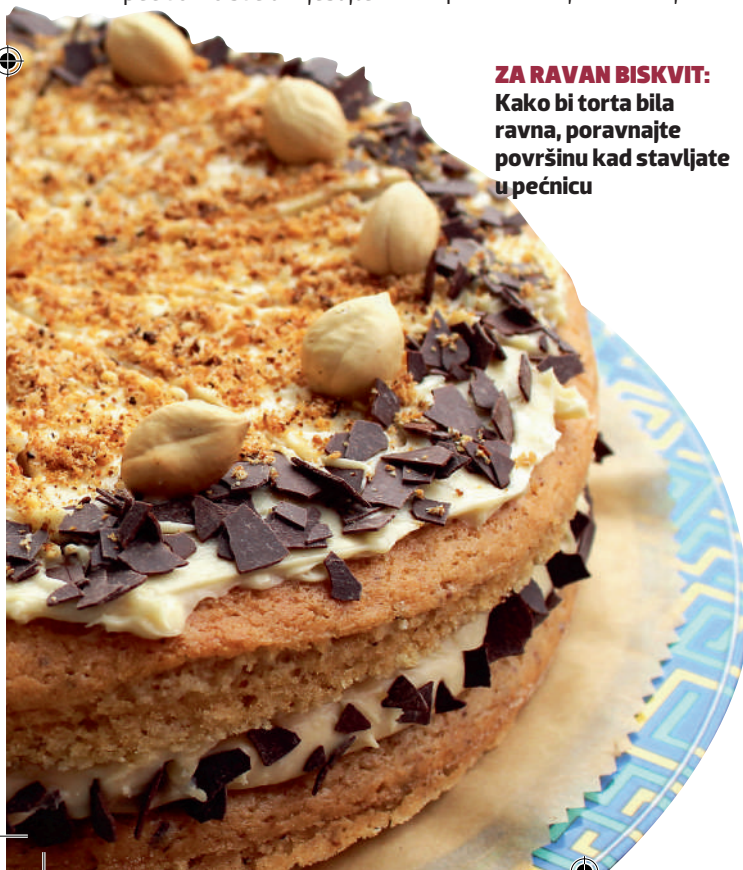 ZA RAVAN BISKVIT:
Kako bi torta bila
ravna, poravnajte
površinu kad stavljate
u pećnicu